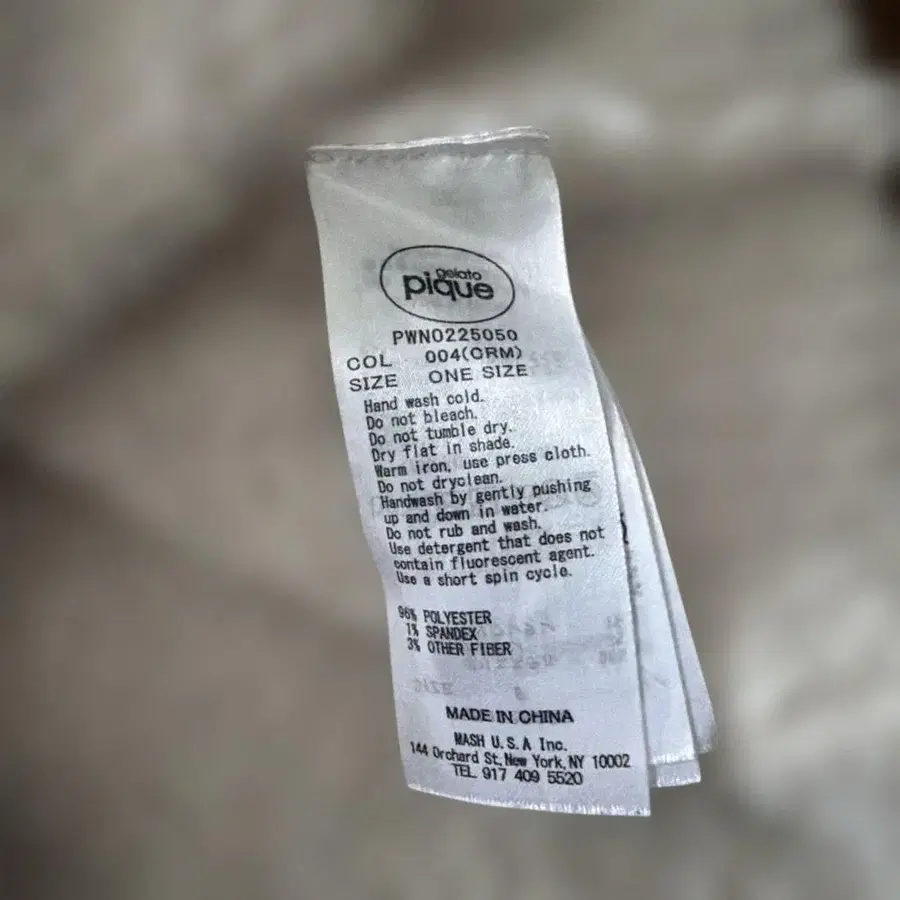 gelato
pique
PWNO225050
COL 004(CRM)
SIZE ONE SIZE
Hand wash cold.
Do not bleach.
Do not tumble dry.
Dry flat in shade.
Warm iron, use press cloth.
Do not dryclean.
Handwash by gently pushing
up and down in water.
Do not rub and wash.
Use detergent that does not
contain fluorescent agent.
Use a short spin cycle.
96% POLYESTER
1% SPANDEX
3% OTHER FIBER
MADE IN CHINA
MASH U.S.A Inc.
144 Orchard St,New York,NY 10002
TEL 917 409 5520